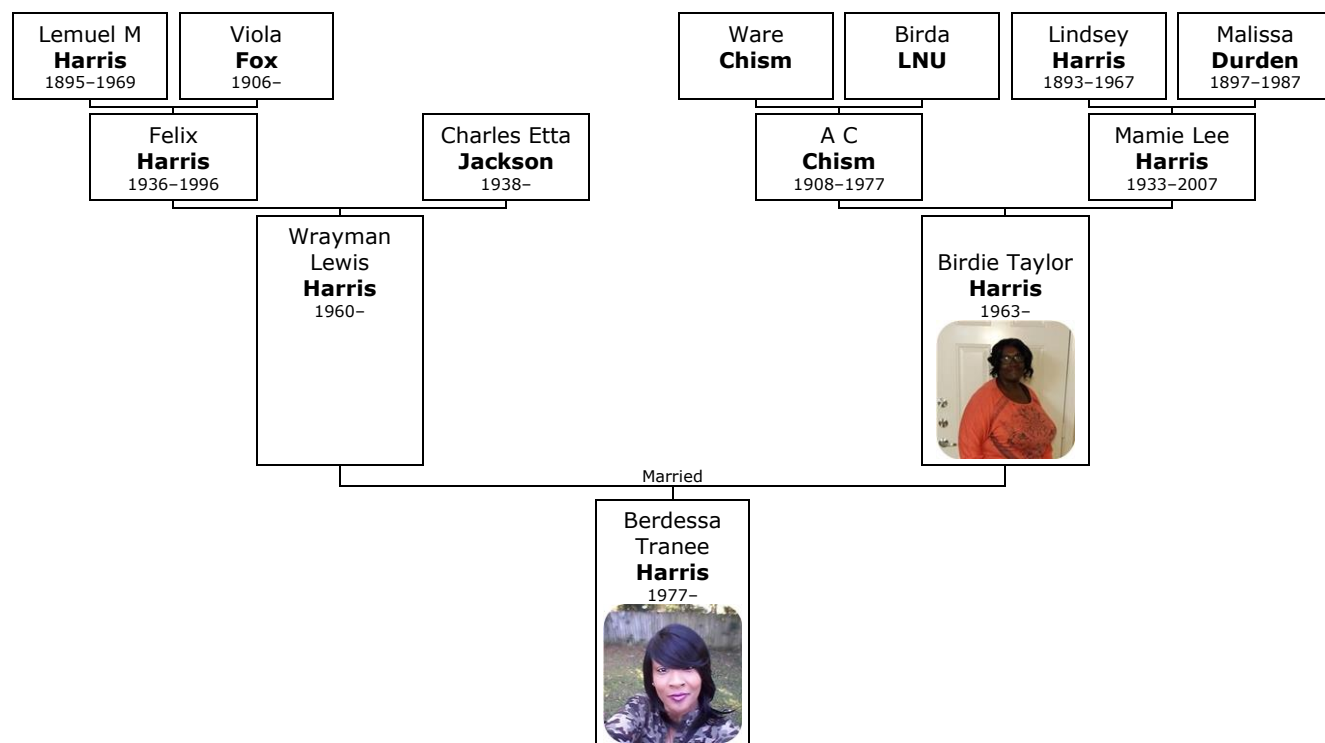 Lemuel M
Harris
1895–1969
Viola
Fox
1906–
Ware
Chism
Birda
LNU
Lindsey
Harris
1893–1967
Malissa
Durden
1897–1987
Felix
Harris
1936–1996
Charles Etta
Jackson
1938–
A C
Chism
1908–1977
Mamie Lee
Harris
1933–2007
Wrayman
Lewis
Harris
1960–
Birdie Taylor
Harris
1963–
Married
Berdessa
Tranee
Harris
1977–